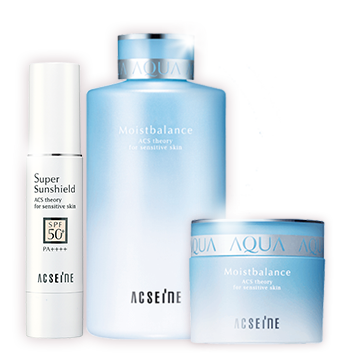 Super
Sunshield
ACS theory
for sensitive skin
SPF
50+
PA++++
ACSEINE
AQUA
Moistbalance
ACS theory
for sensitive skin
ACSEINE
AQUA AQUA
Moistbalance
ACS theory
for sensitive skin
ACSEINE